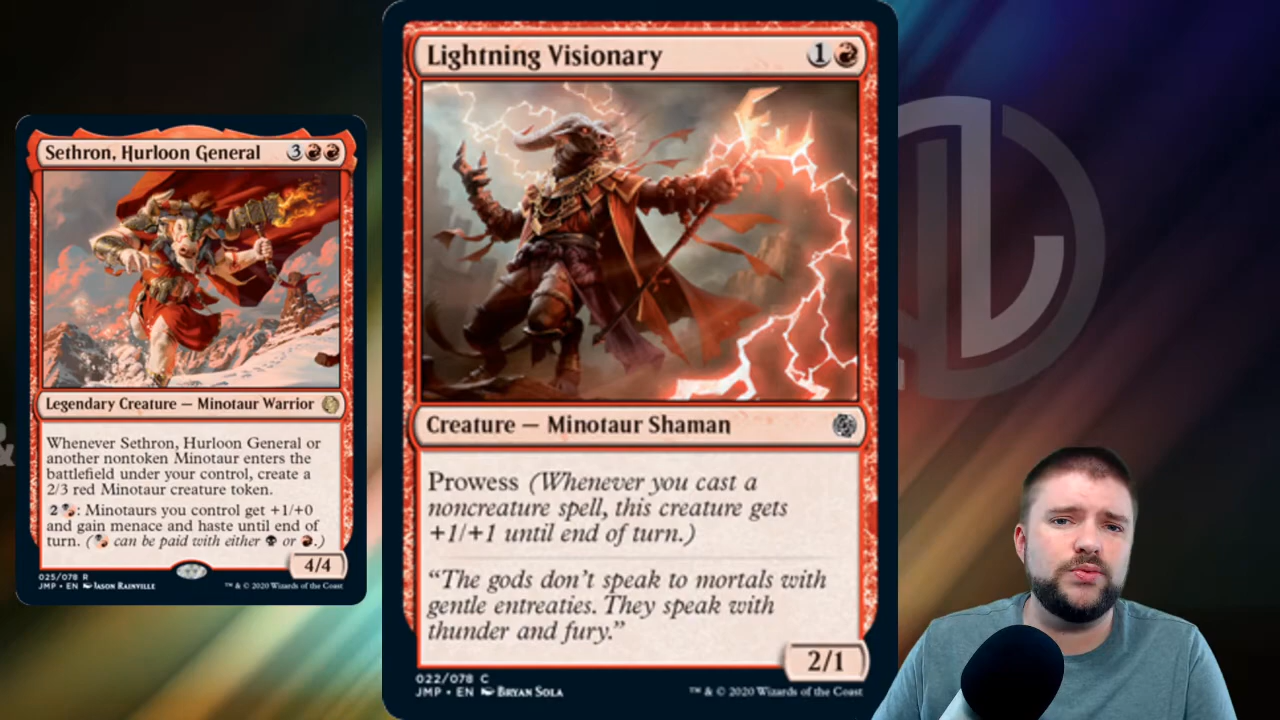 Sethron, Hurloon General 3
Legendary Creature — Minotaur Warrior
Whenever Sethron, Hurloon General or
another nontoken Minotaur enters the
battlefield under your control, create a
2/3 red Minotaur creature token.
2 : Minotaurs you control get +1/+0
and gain menace and haste until end of
turn. ( can be paid with either or .)
4/4
025/078 R
JMP • EN Jason Rainville
™ & © 2020 Wizards of the Coast
Lightning Visionary 1
Creature — Minotaur Shaman
Prowess (Whenever you cast a
noncreature spell, this creature gets
+1/+1 until end of turn.)
“The gods don’t speak to mortals with
gentle entreaties. They speak with
thunder and fury.”
2/1
022/078 C
JMP • EN Bryan Sola
™ & © 2020 Wizards of the Coast
&